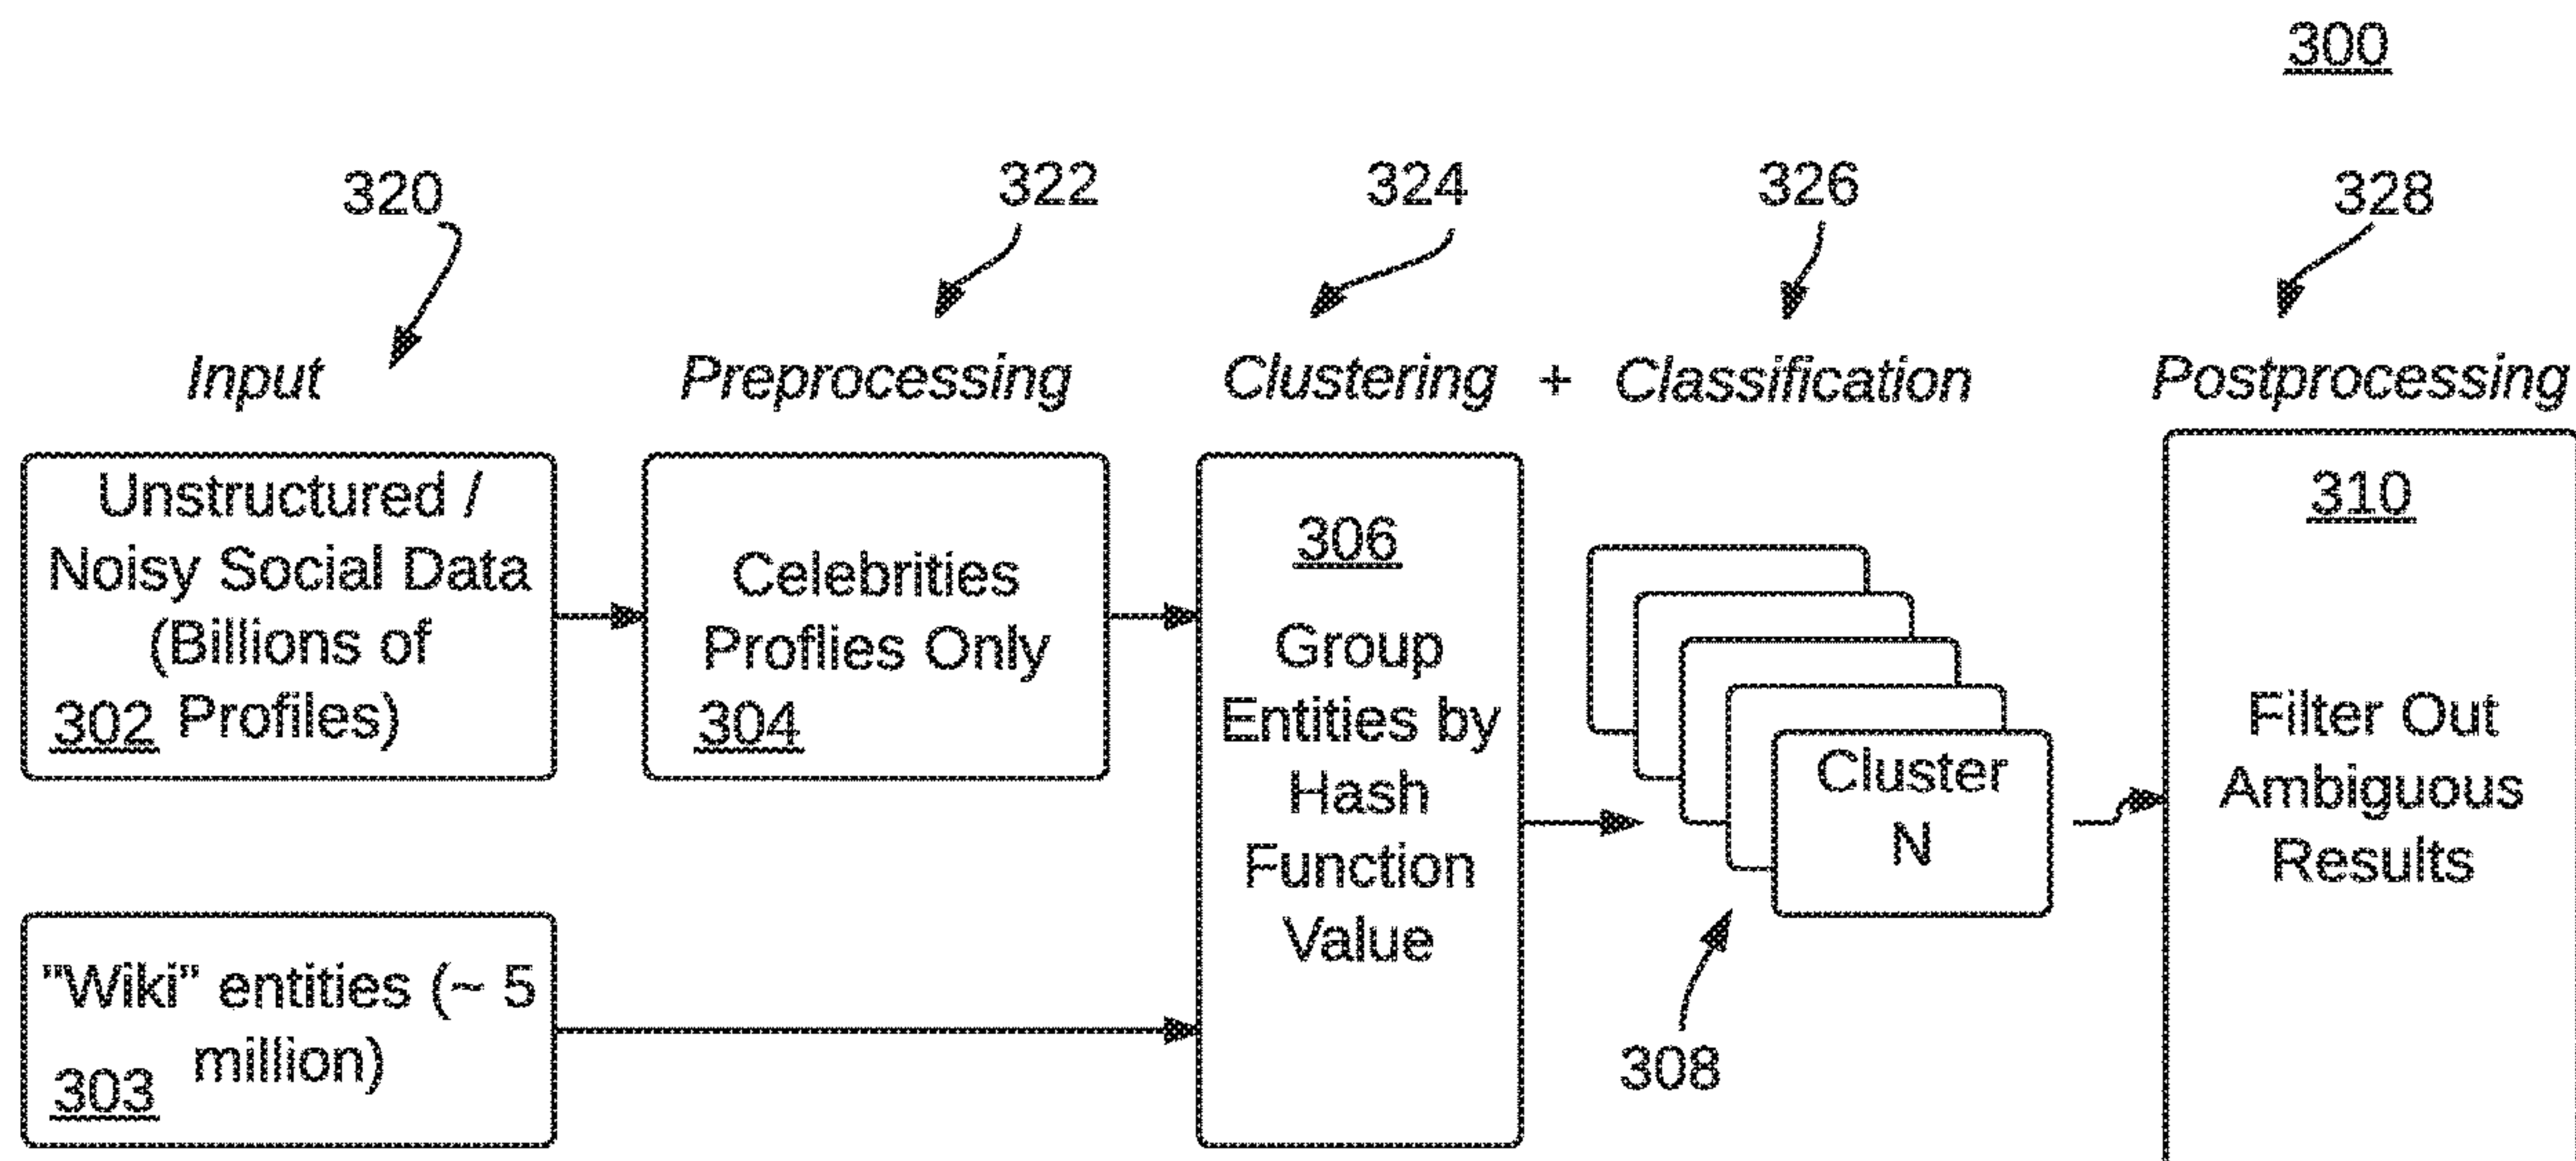 300
320
322
324
326
328
Input
Preprocessing
Clustering + Classification
Postprocessing
Unstructured /
Noisy Social Data
(Billions of
302 Profiles)
Celebrities
Proflies Only
304
306
Group
Entities by
Hash
Function
Value
Cluster
N
308
310
Filter Out
Ambiguous
Results
"Wiki" entities (~ 5
million)
303